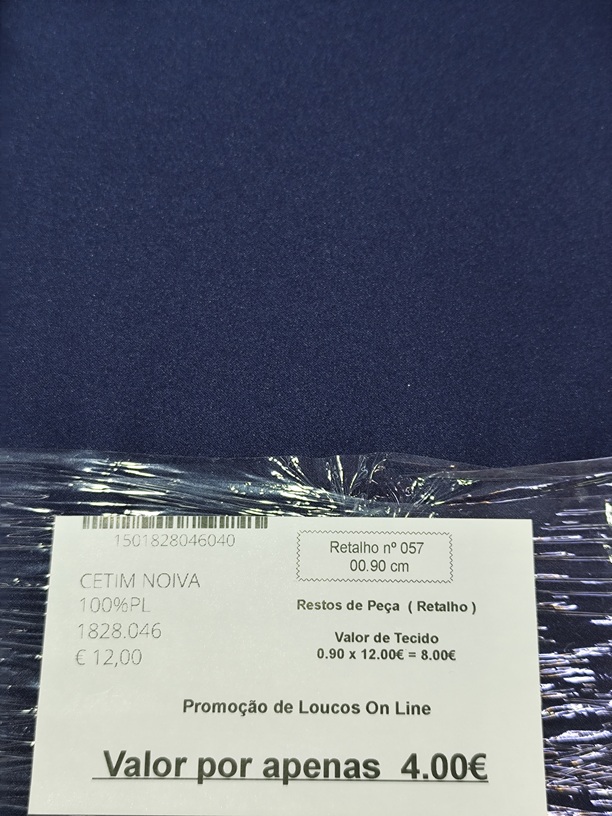 1501828046040
CETIM NOIVA
100%PL
1828.046
€ 12,00
Retalho nº 057
00.90 cm
Restos de Peça ( Retalho )
Valor de Tecido
0.90 x 12.00€ = 8.00€
Promoção de Loucos On Line
Valor por apenas 4.00€